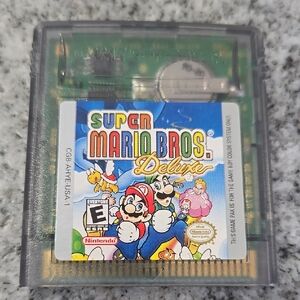 SUPER
MARIO BROS.
Deluxe
CGB-AHYE-USA-1
EVERYONE
E
Nintendo
THIS GAME PAK IS FOR THE GAME BOY COLOR SYSTEM ONLY.